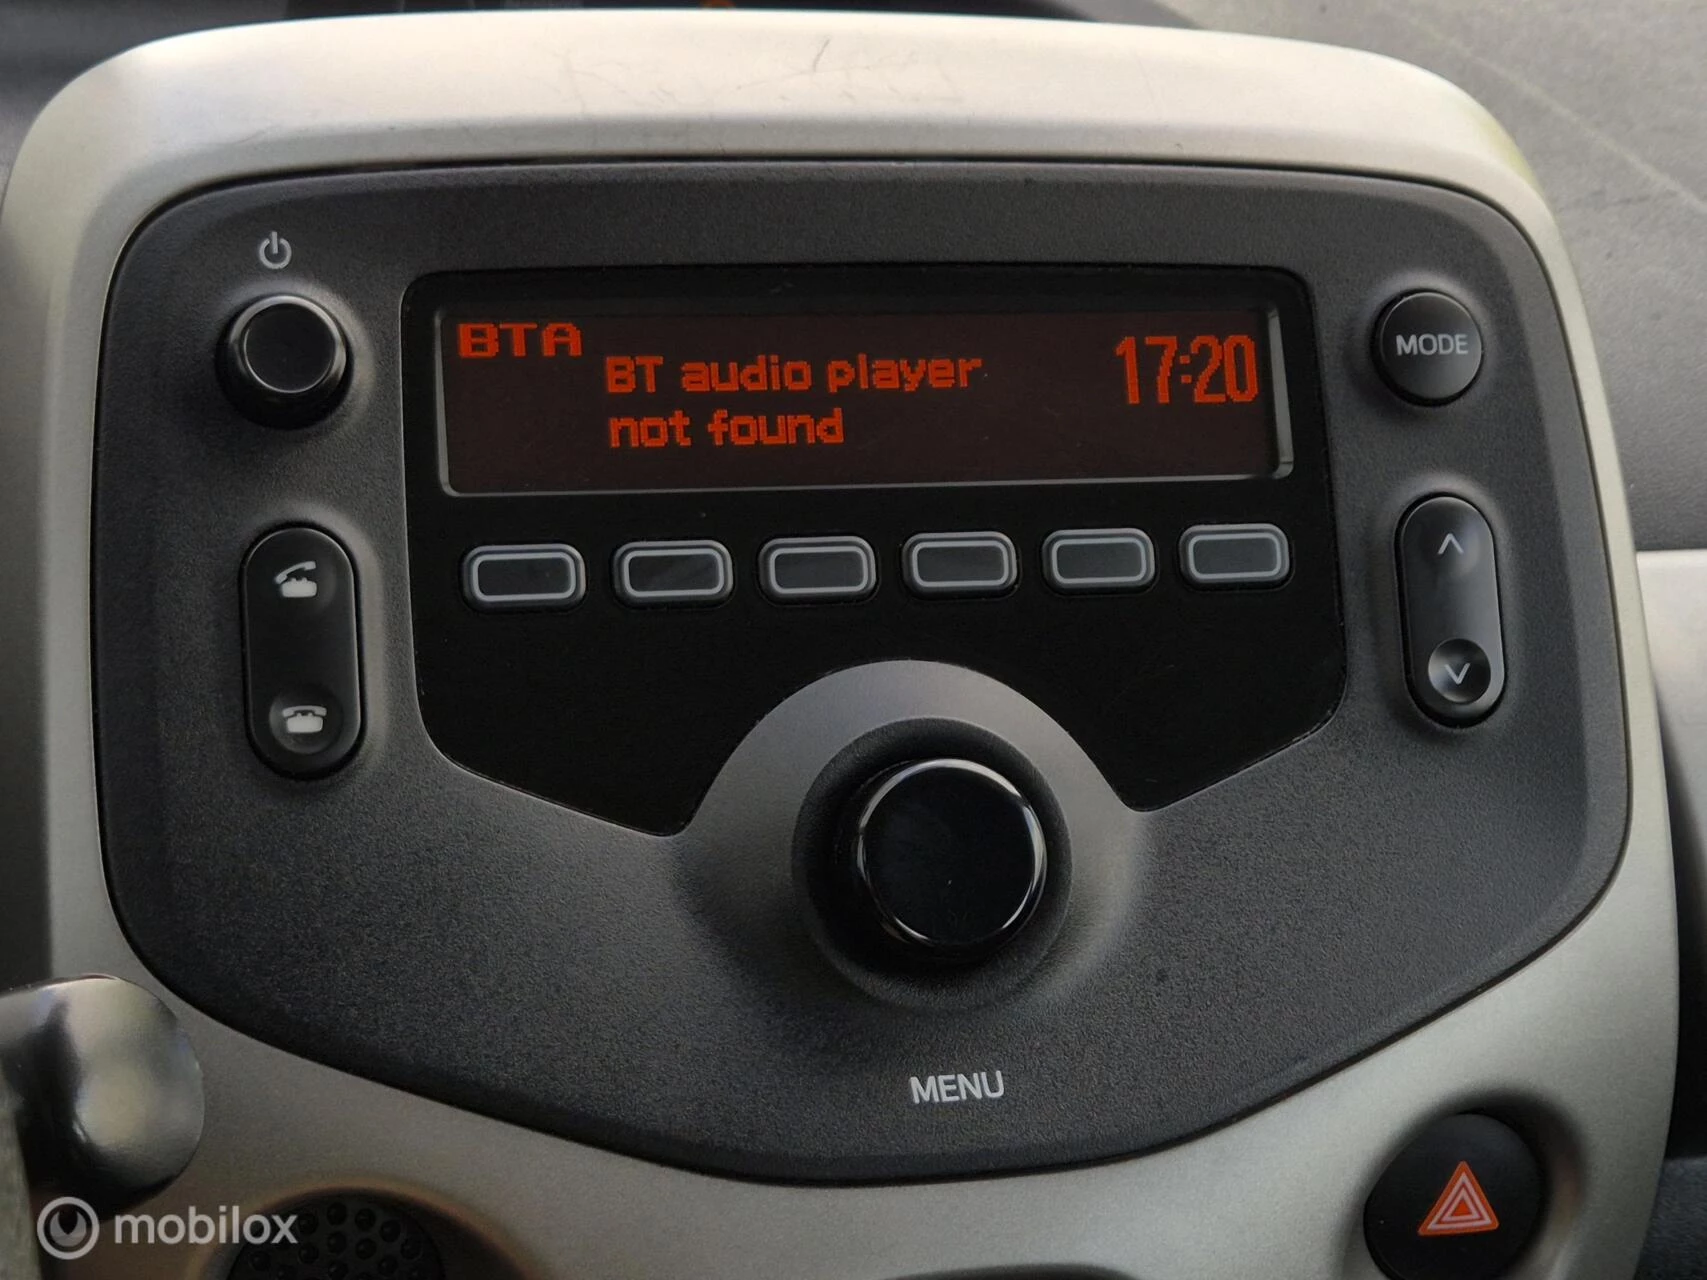 BTA
BT audio player
not found
17:20
MODE
MENU
mobilox